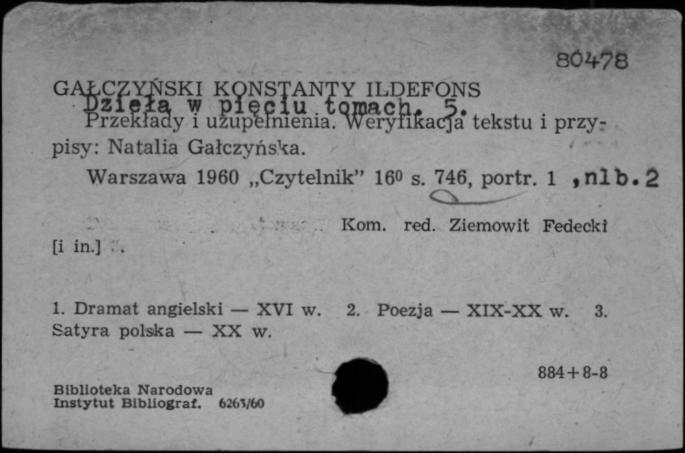 80478
GAŁCZYŃSKI KONSTANTY ILDEFONS
Dzieła w pięciu tomach. 5.
Przekłady i uzupełnienia. Weryfikacja tekstu i przy-
pisy: Natalia Gałczyńska.
Warszawa 1960 „Czytelnik” 16⁰ s. 746, portr. 1 ,nlb.2
Kom. red. Ziemowit Fedecki
[i in.] .
1. Dramat angielski — XVI w. 2. Poezja — XIX-XX w. 3.
Satyra polska — XX w.
884+8-8
Biblioteka Narodowa
Instytut Bibliograf. 6263/60